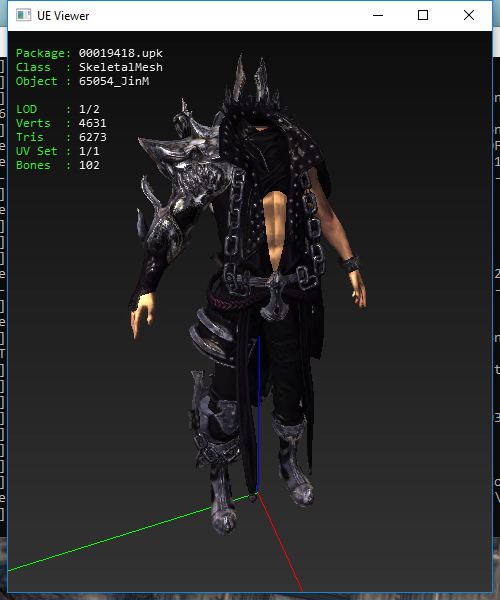 UE Viewer
Package: 00019418.upk
Class : SkeletalMesh
Object : 65054_JinM
LOD : 1/2
Verts : 4631
Tris : 6273
UV Set : 1/1
Bones : 102